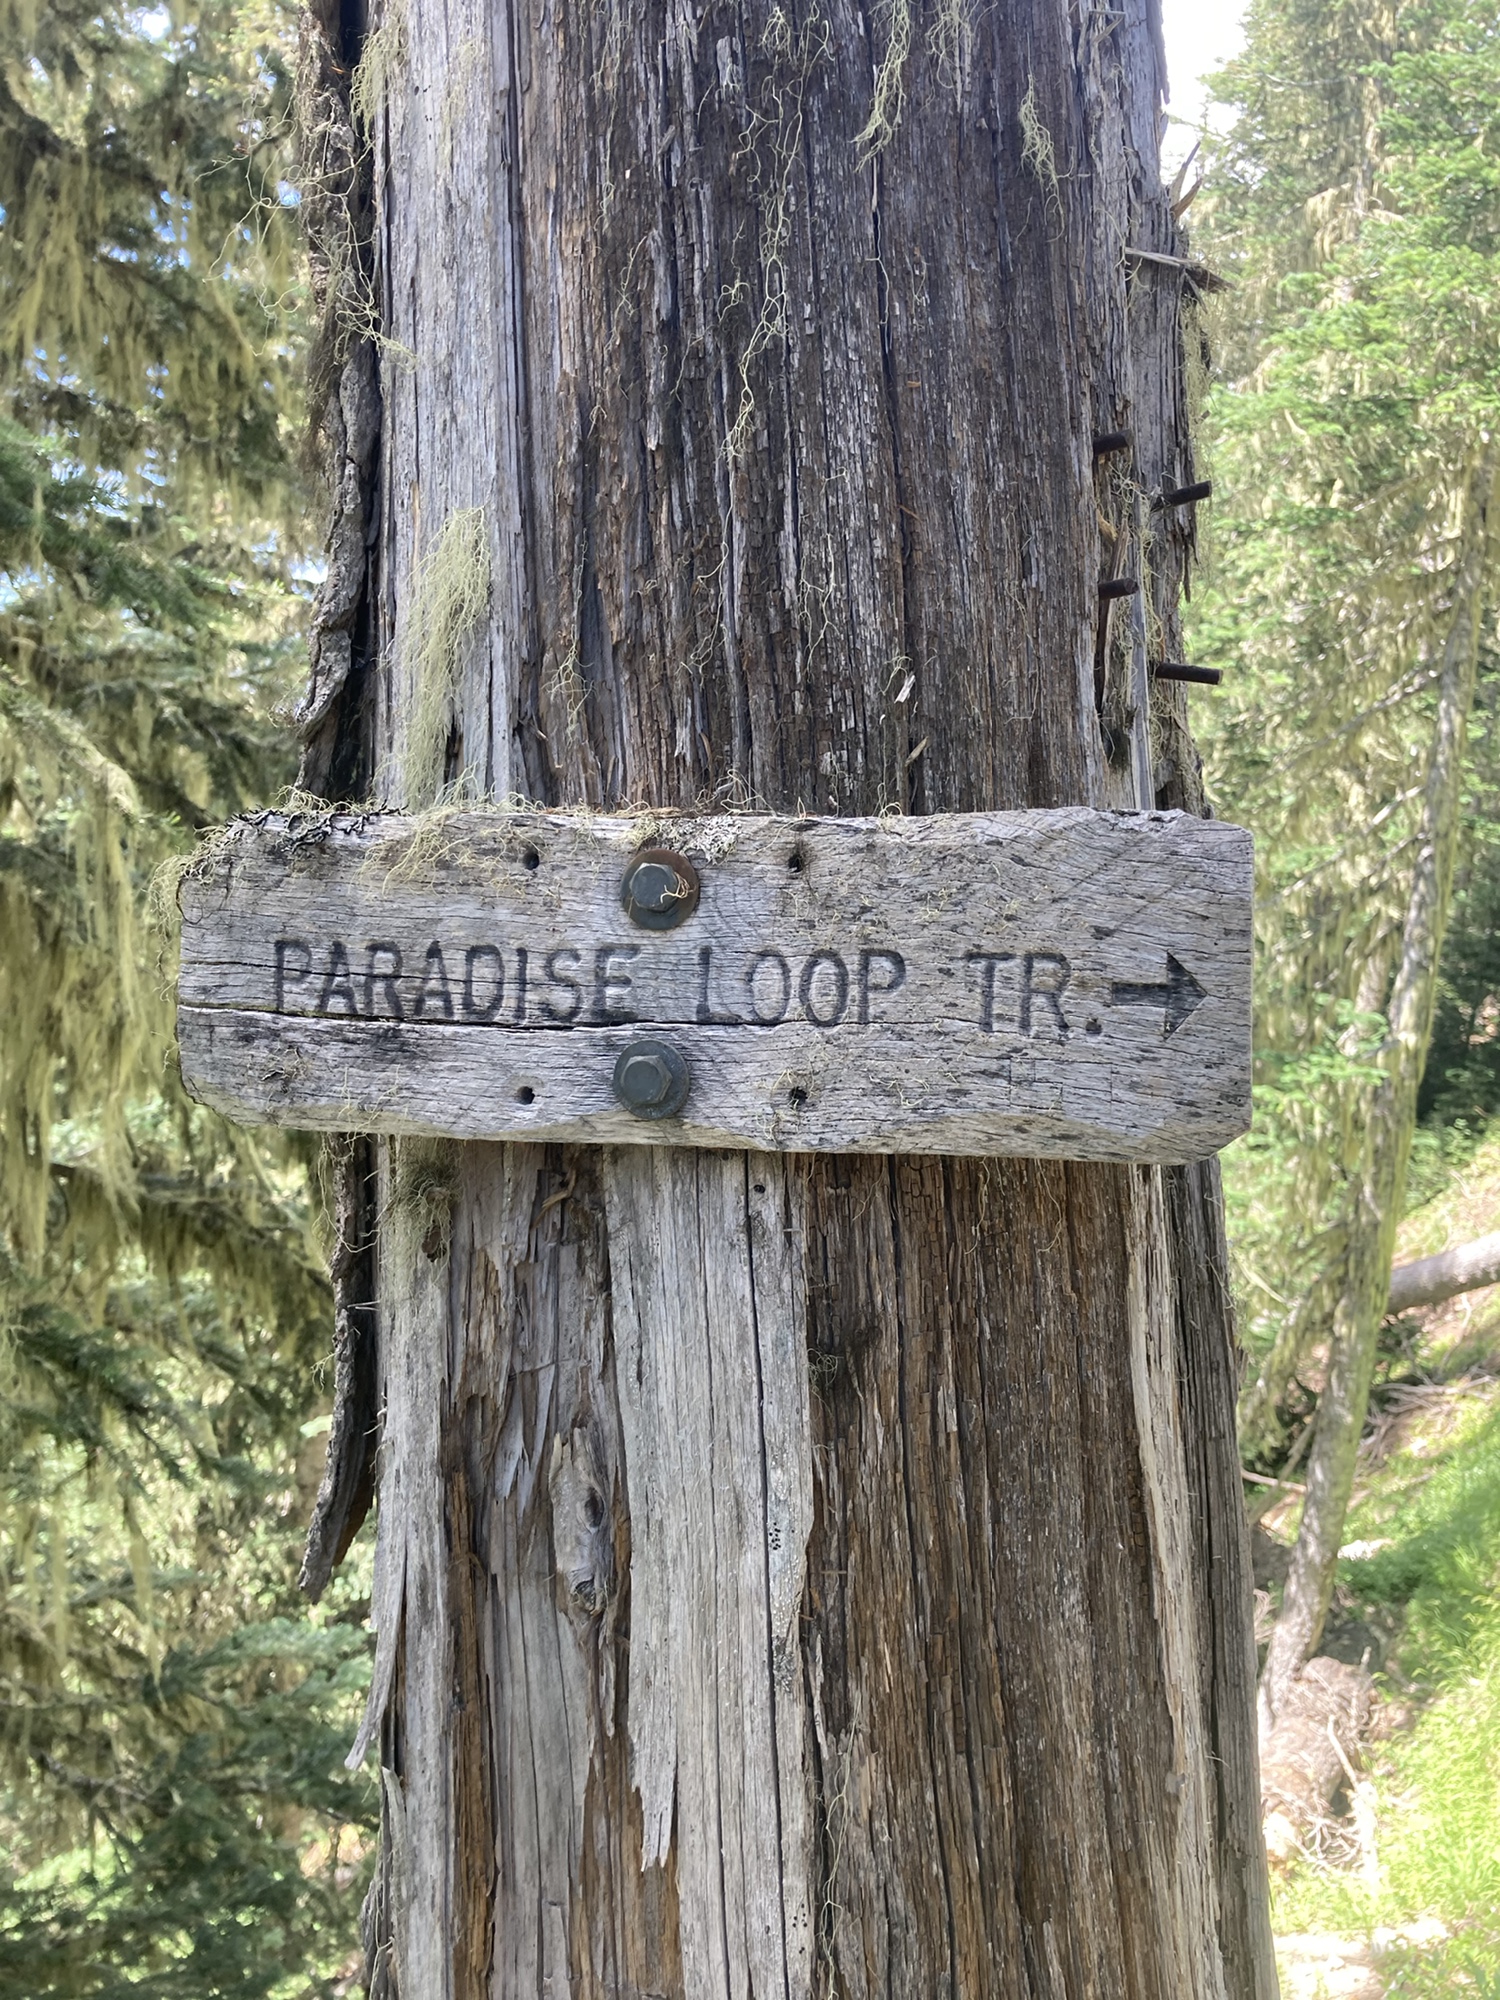 PARADISE LOOP TR. →